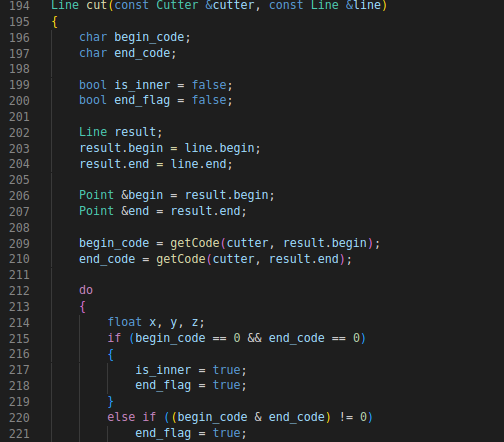 194 Line cut(const Cutter &cutter, const Line &line)
195 {
196     char begin_code;
197     char end_code;
198
199     bool is_inner = false;
200     bool end_flag = false;
201
202     Line result;
203     result.begin = line.begin;
204     result.end = line.end;
205
206     Point &begin = result.begin;
207     Point &end = result.end;
208
209     begin_code = getCode(cutter, result.begin);
210     end_code = getCode(cutter, result.end);
211
212     do
213     {
214         float x, y, z;
215         if (begin_code == 0 && end_code == 0)
216         {
217             is_inner = true;
218             end_flag = true;
219         }
220         else if ((begin_code & end_code) != 0)
221             end_flag = true;